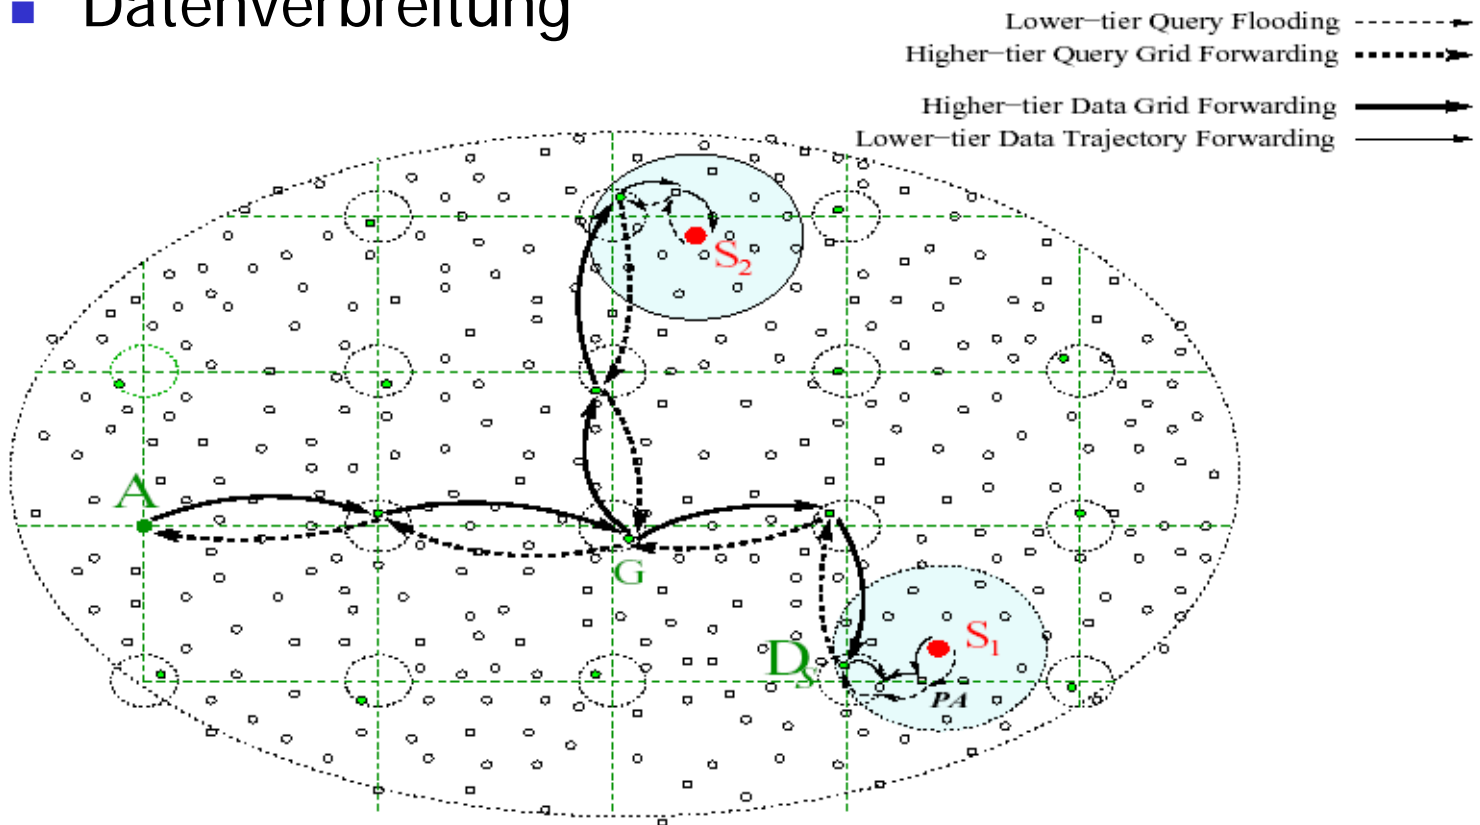 Datenverbreitung
Lower-tier Query Flooding
Higher-tier Query Grid Forwarding
Higher-tier Data Grid Forwarding
Lower-tier Data Trajectory Forwarding
S2
A
G
S1
DS
PA